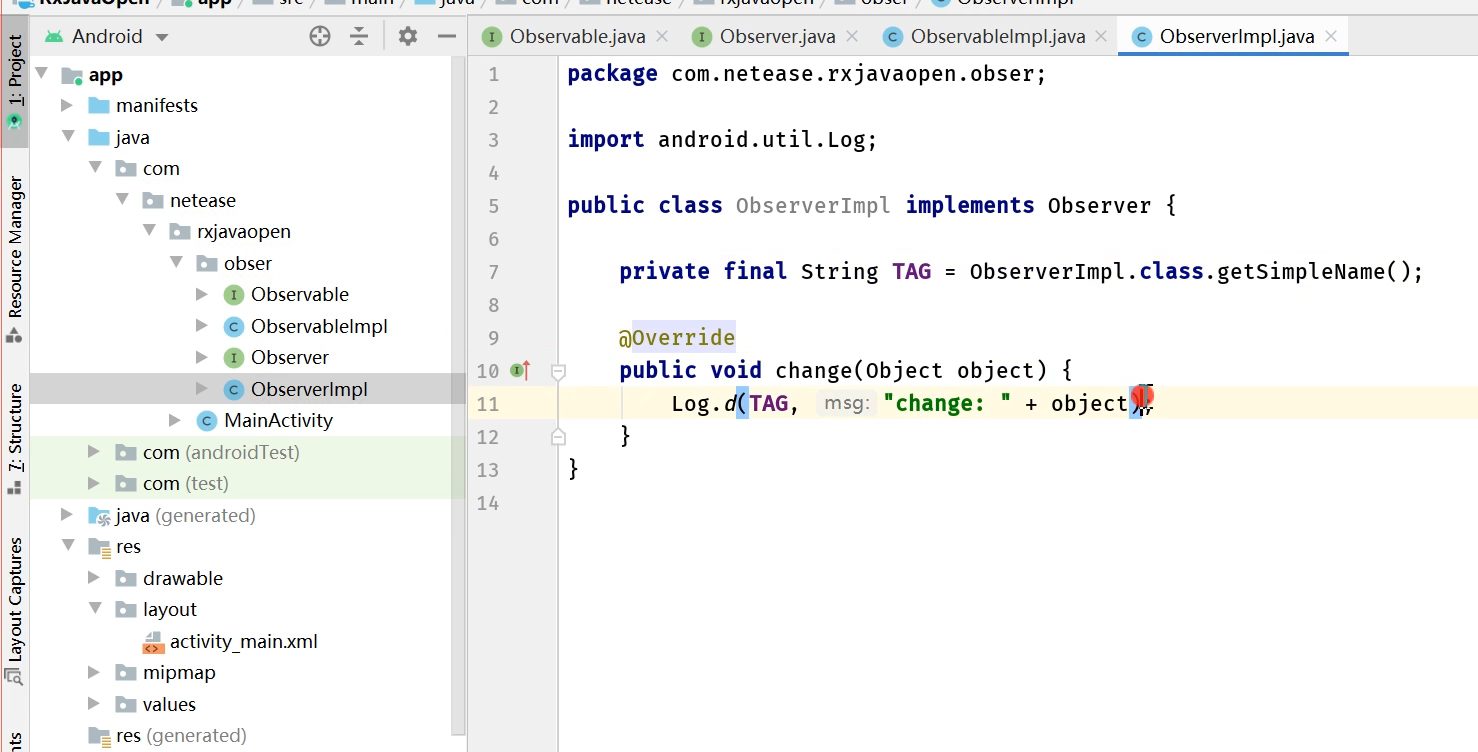 RxJavaOpen app src main java com netease rxjavaopen obser ObserverImpl
Android
Observable.java
Observer.java
ObservableImpl.java
ObserverImpl.java
1: Project
Resource Manager
7: Structure
Layout Captures
app
manifests
java
com
netease
rxjavaopen
obser
Observable
ObservableImpl
Observer
ObserverImpl
MainActivity
com (androidTest)
com (test)
java (generated)
res
drawable
layout
activity_main.xml
mipmap
values
res (generated)
1 package com.netease.rxjavaopen.obser;
2
3 import android.util.Log;
4
5 public class ObserverImpl implements Observer {
6
7 private final String TAG = ObserverImpl.class.getSimpleName();
8
9 @Override
10 public void change(Object object) {
11 Log.d(TAG, msg: "change: " + object);
12 }
13 }
14